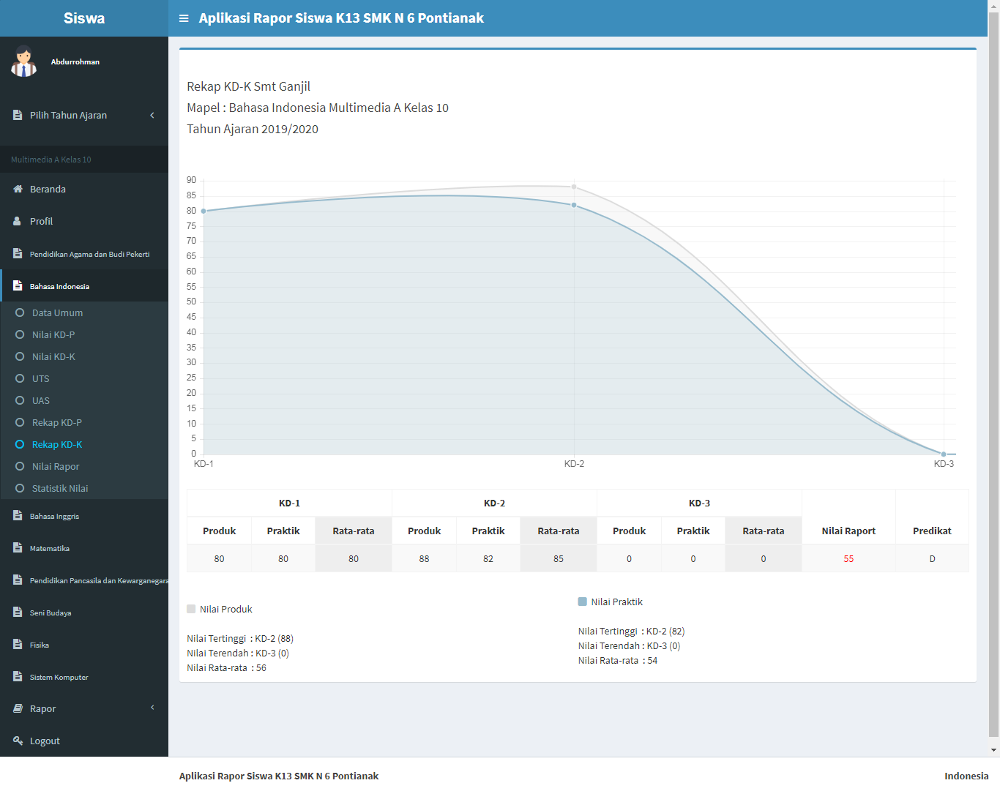 Siswa
Aplikasi Rapor Siswa K13 SMK N 6 Pontianak
Abdurrohman
Pilih Tahun Ajaran
Multimedia A Kelas 10
Beranda
Profil
Pendidikan Agama dan Budi Pekerti
Bahasa Indonesia
Data Umum
Nilai KD-P
Nilai KD-K
UTS
UAS
Rekap KD-P
Rekap KD-K
Nilai Rapor
Statistik Nilai
Bahasa Inggris
Matematika
Pendidikan Pancasila dan Kewarganegara
Seni Budaya
Fisika
Sistem Komputer
Rapor
Logout
Rekap KD-K Smt Ganjil
Mapel : Bahasa Indonesia Multimedia A Kelas 10
Tahun Ajaran 2019/2020
90
85
80
75
70
65
60
55
50
45
40
35
30
25
20
15
10
5
0
KD-1 KD-2 KD-3
KD-1 KD-2 KD-3
Produk Praktik Rata-rata Produk Praktik Rata-rata Produk Praktik Rata-rata Nilai Raport Predikat
80 80 80 88 82 85 0 0 0 55 D
Nilai Produk
Nilai Tertinggi : KD-2 (88)
Nilai Terendah : KD-3 (0)
Nilai Rata-rata : 56
Nilai Praktik
Nilai Tertinggi : KD-2 (82)
Nilai Terendah : KD-3 (0)
Nilai Rata-rata : 54
Aplikasi Rapor Siswa K13 SMK N 6 Pontianak Indonesia